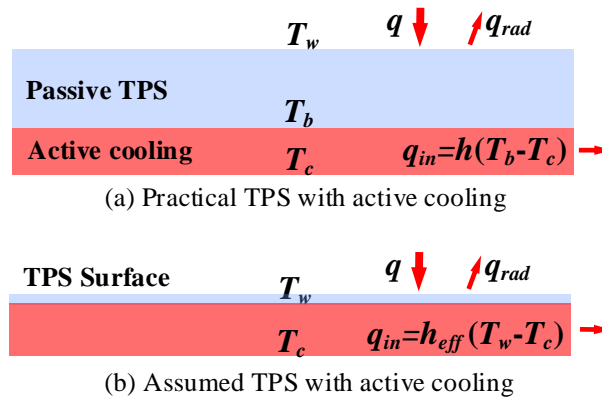 T_w q q_rad
Passive TPS
T_b
Active cooling T_c q_in=h(T_b-T_c)
(a) Practical TPS with active cooling
TPS Surface q q_rad
T_w
T_c q_in=h_eff(T_w-T_c)
(b) Assumed TPS with active cooling